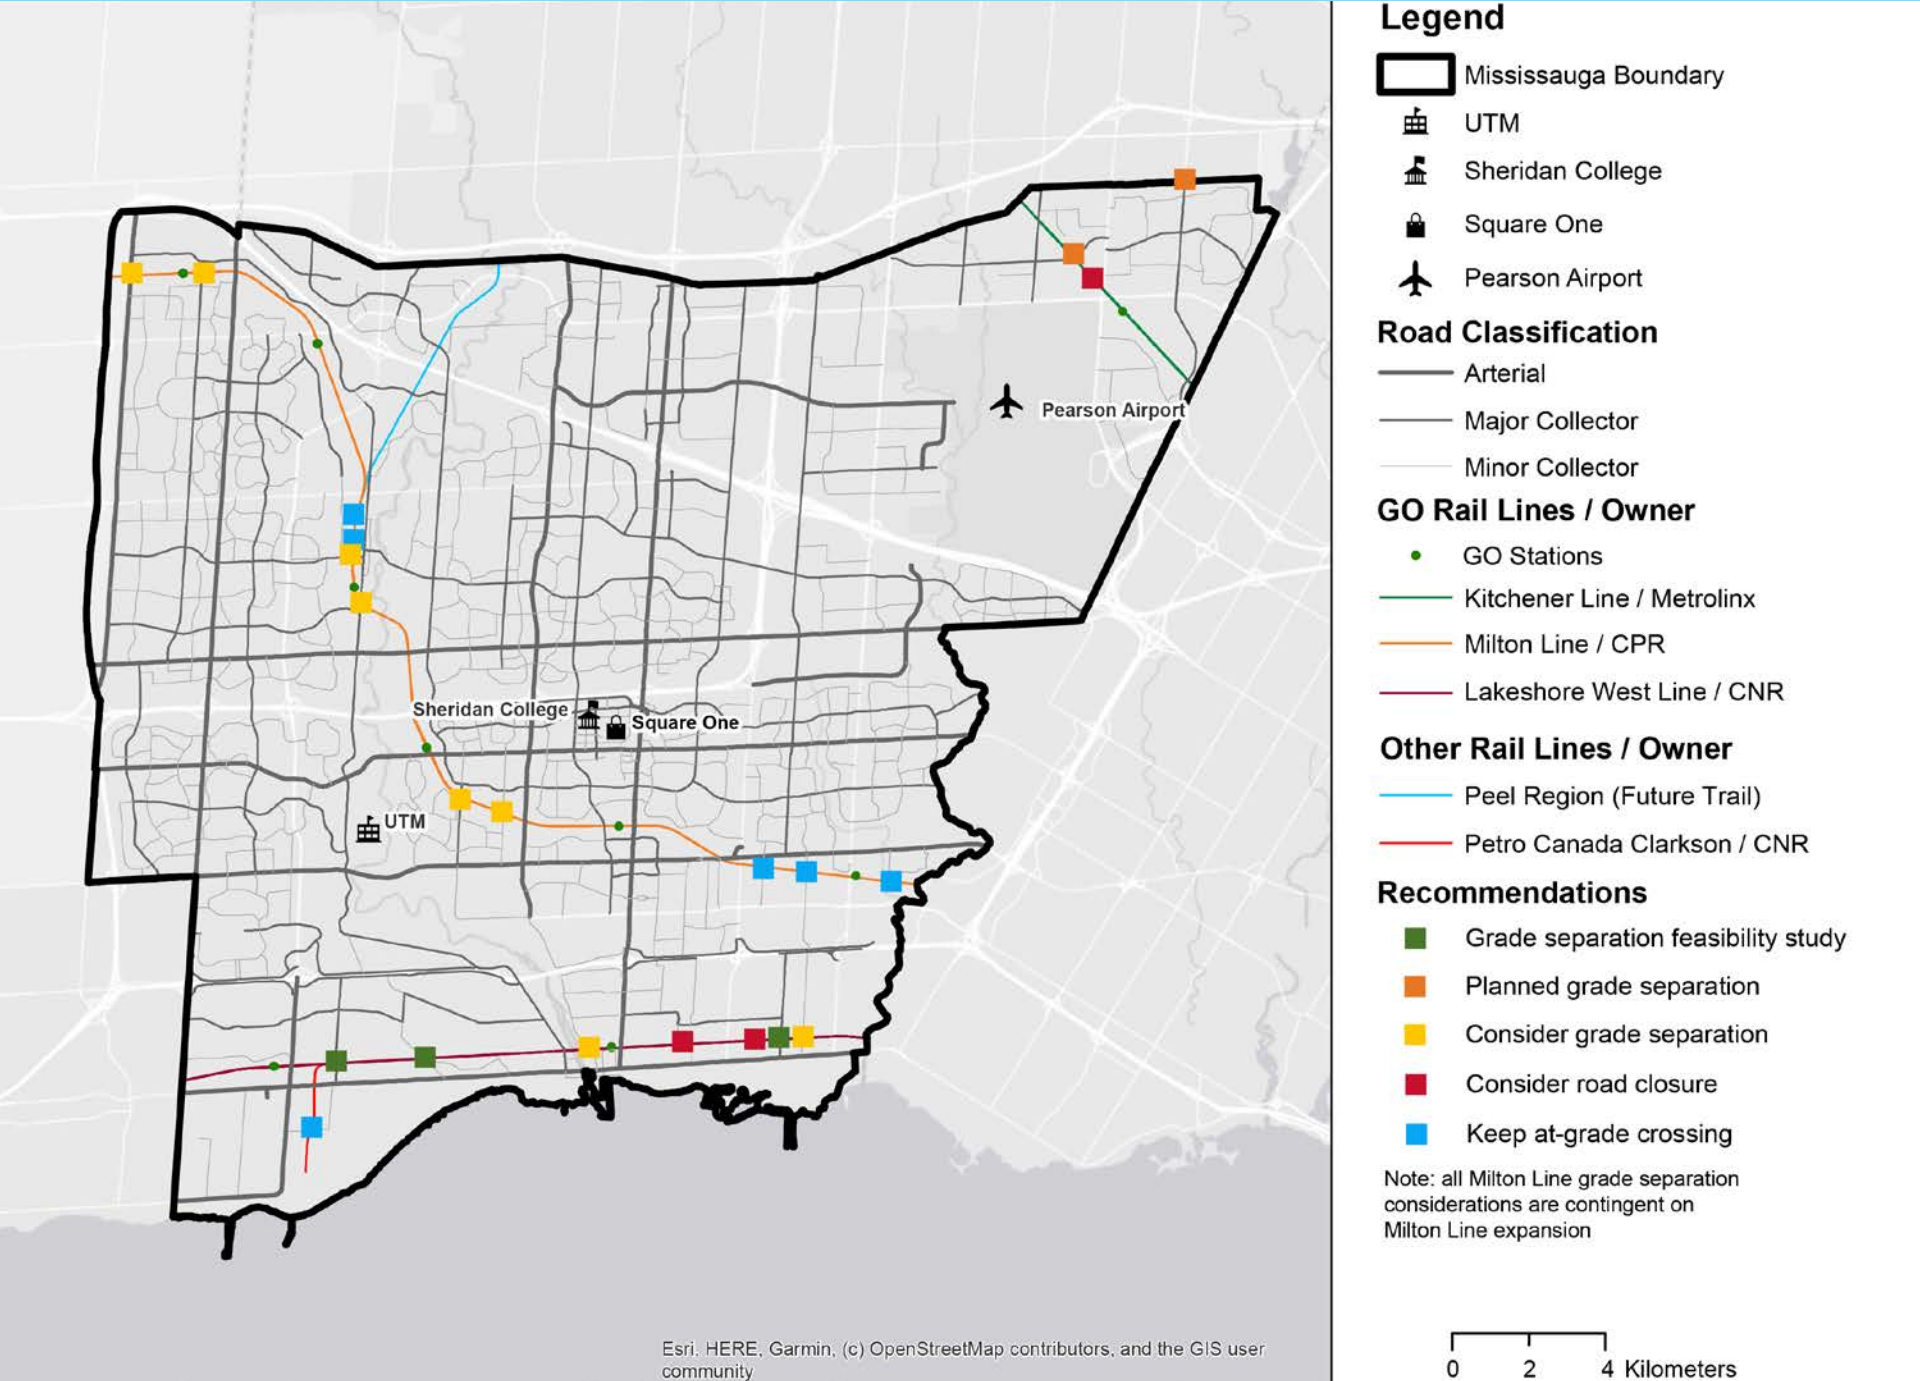 Pearson Airport
Sheridan College
Square One
UTM
Esri, HERE, Garmin, (c) OpenStreetMap contributors, and the GIS user
community
Legend
Mississauga Boundary
UTM
Sheridan College
Square One
Pearson Airport
Road Classification
Arterial
Major Collector
Minor Collector
GO Rail Lines / Owner
GO Stations
Kitchener Line / Metrolinx
Milton Line / CPR
Lakeshore West Line / CNR
Other Rail Lines / Owner
Peel Region (Future Trail)
Petro Canada Clarkson / CNR
Recommendations
Grade separation feasibility study
Planned grade separation
Consider grade separation
Consider road closure
Keep at-grade crossing
Note: all Milton Line grade separation
considerations are contingent on
Milton Line expansion
0 2 4 Kilometers